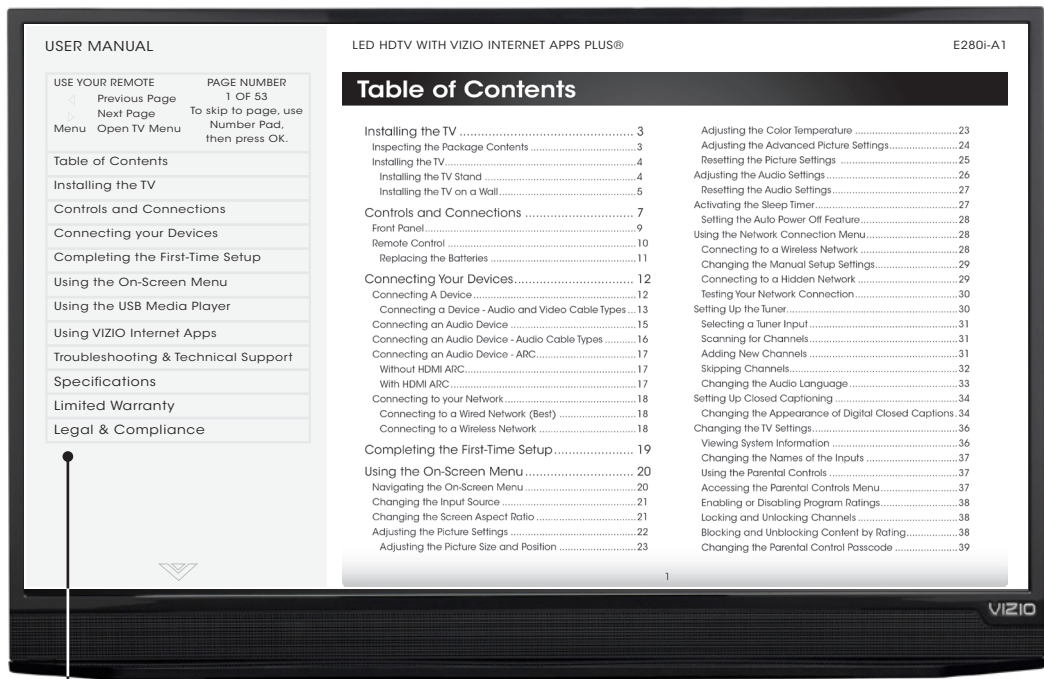 USER MANUAL
USE YOUR REMOTE
Previous Page
Next Page
Menu Open TV Menu
PAGE NUMBER
1 OF 53
To skip to page, use
Number Pad,
then press OK.
Table of Contents
Installing the TV
Controls and Connections
Connecting your Devices
Completing the First-Time Setup
Using the On-Screen Menu
Using the USB Media Player
Using VIZIO Internet Apps
Troubleshooting & Technical Support
Specifications
Limited Warranty
Legal & Compliance
LED HDTV WITH VIZIO INTERNET APPS PLUS®
E280i-A1
Table of Contents
Installing the TV ............................................ 3
Inspecting the Package Contents ............................ 3
Installing the TV ................................................ 4
Installing the TV Stand ........................................ 4
Installing the TV on a Wall .................................... 5
Controls and Connections ............................ 7
Front Panel ...................................................... 9
Remote Control ................................................ 10
Replacing the Batteries ...................................... 11
Connecting Your Devices .............................. 12
Connecting A Device .......................................... 12
Connecting a Device - Audio and Video Cable Types ... 13
Connecting an Audio Device ................................ 15
Connecting an Audio Device - Audio Cable Types .......... 16
Connecting an Audio Device - ARC .......................... 17
Without HDMI ARC .............................................. 17
With HDMI ARC .................................................. 17
Connecting to your Network .................................. 18
Connecting to a Wired Network (Best) ...................... 18
Connecting to a Wireless Network .......................... 18
Completing the First-Time Setup .................... 19
Using the On-Screen Menu ............................ 20
Navigating the On-Screen Menu .............................. 20
Changing the Input Source .................................... 21
Changing the Screen Aspect Ratio .......................... 21
Adjusting the Picture Settings ................................ 22
Adjusting the Picture Size and Position .................... 23
Adjusting the Color Temperature ............................ 23
Adjusting the Advanced Picture Settings .................. 24
Resetting the Picture Settings ................................ 25
Adjusting the Audio Settings .................................. 26
Resetting the Audio Settings .................................. 27
Activating the Sleep Timer .................................... 27
Setting the Auto Power Off Feature ........................ 28
Using the Network Connection Menu ........................ 28
Connecting to a Wireless Network .......................... 28
Changing the Manual Setup Settings ...................... 29
Connecting to a Hidden Network ............................ 29
Testing Your Network Connection .......................... 30
Setting Up the Tuner ............................................ 30
Selecting a Tuner Input ........................................ 31
Scanning for Channels ........................................ 31
Adding New Channels .......................................... 31
Skipping Channels .............................................. 32
Changing the Audio Language .............................. 33
Setting Up Closed Captioning ................................ 34
Changing the Appearance of Digital Closed Captions . 34
Changing the TV Settings ...................................... 36
Viewing System Information .................................. 36
Changing the Names of the Inputs .......................... 37
Using the Parental Controls .................................. 37
Accessing the Parental Controls Menu .................... 37
Enabling or Disabling Program Ratings .................... 38
Locking and Unlocking Channels ............................ 38
Blocking and Unblocking Content by Rating .............. 38
Changing the Parental Control Passcode .................. 39
1
VIZIO